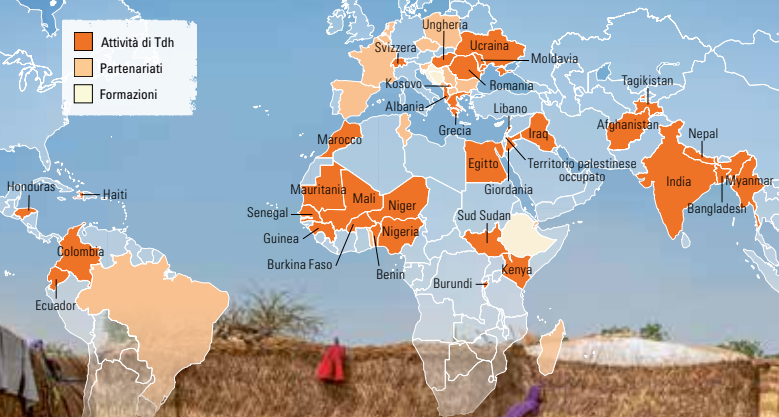 Attività di Tdh
Partenariati
Formazioni
Ungheria
Svizzera
Ucraina
Moldavia
Kosovo
Romania
Tagikistan
Albania
Libano
Grecia
Iraq
Afghanistan
Marocco
Nepal
Egitto
Territorio palestinese
occupato
Giordania
India
Myanmar
Bangladesh
Honduras
Haiti
Mauritania
Mali
Niger
Senegal
Sud Sudan
Guinea
Nigeria
Colombia
Burkina Faso
Benin
Kenya
Burundi
Ecuador